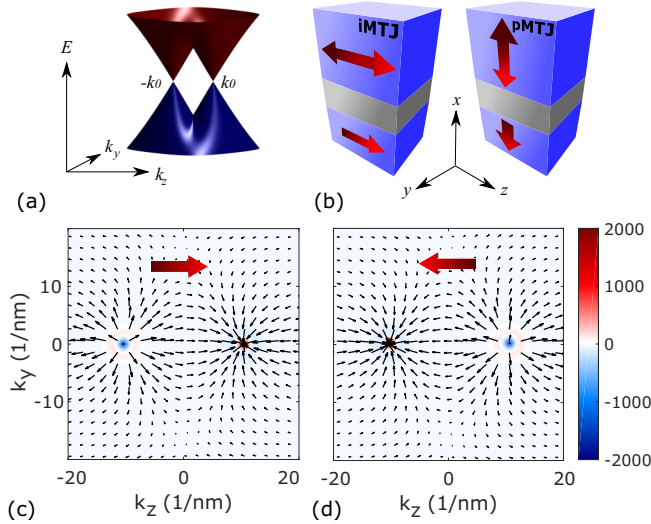 (a)
E
-k0
k0
ky
kz
(b)
iMTJ
pMTJ
x
y
z
(c)
ky (1/nm)
10
0
-10
-20
0
20
kz (1/nm)
(d)
-20
0
20
kz (1/nm)
2000
1000
0
-1000
-2000